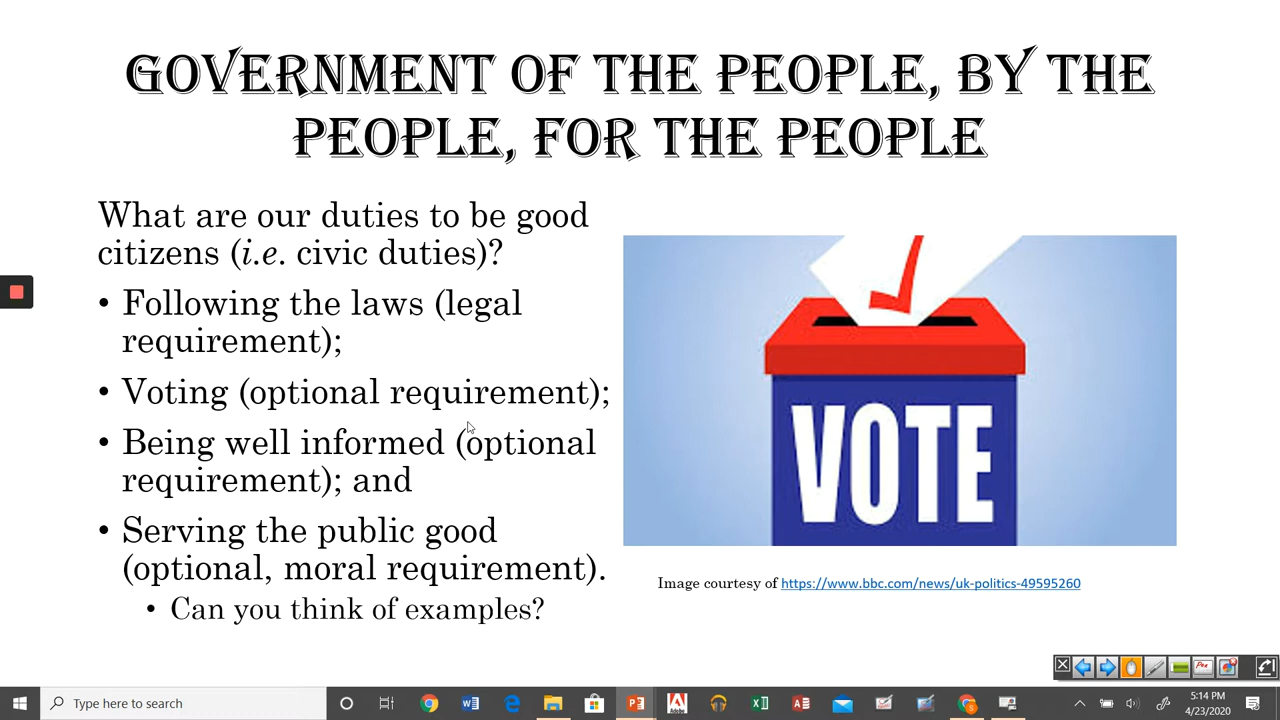 GOVERNMENT OF THE PEOPLE, BY THE
PEOPLE, FOR THE PEOPLE
What are our duties to be good
citizens (i.e. civic duties)?
• Following the laws (legal
requirement);
• Voting (optional requirement);
• Being well informed (optional
requirement); and
• Serving the public good
(optional, moral requirement).
• Can you think of examples?
VOTE
Image courtesy of https://www.bbc.com/news/uk-politics-49595260
Type here to search
5:14 PM
4/23/2020